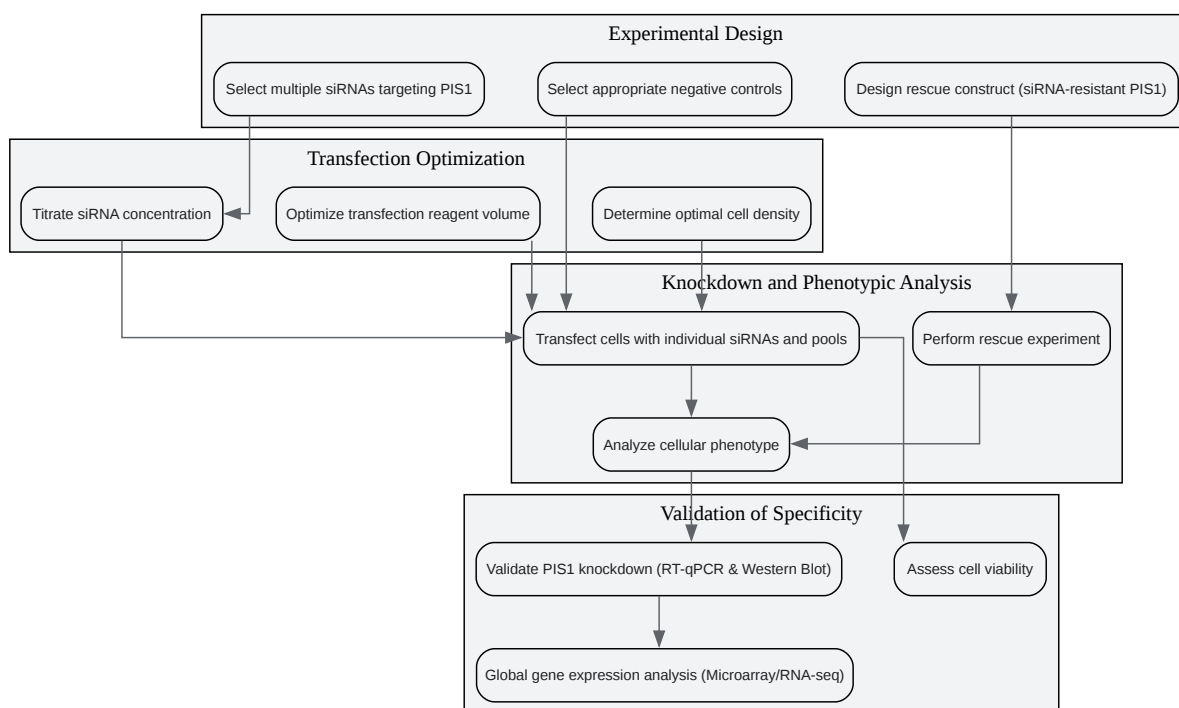 Experimental Design
Select multiple siRNAs targeting PIS1
Select appropriate negative controls
Design rescue construct (siRNA-resistant PIS1)
Transfection Optimization
Titrate siRNA concentration
Optimize transfection reagent volume
Determine optimal cell density
Knockdown and Phenotypic Analysis
Transfect cells with individual siRNAs and pools
Perform rescue experiment
Analyze cellular phenotype
Validation of Specificity
Validate PIS1 knockdown (RT-qPCR & Western Blot)
Assess cell viability
Global gene expression analysis (Microarray/RNA-seq)